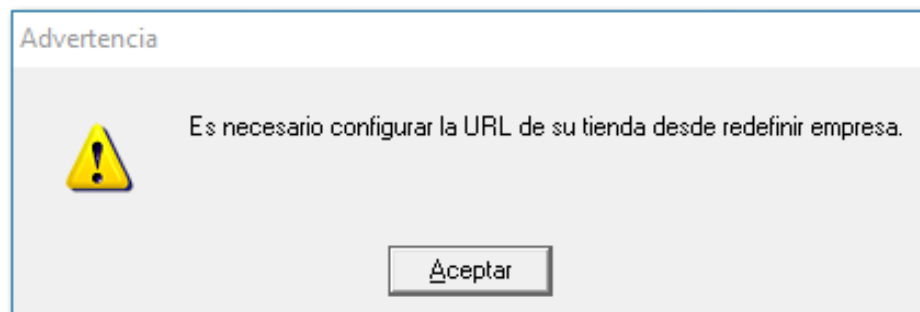 Advertencia
Es necesario configurar la URL de su tienda desde redefinir empresa.
Aceptar